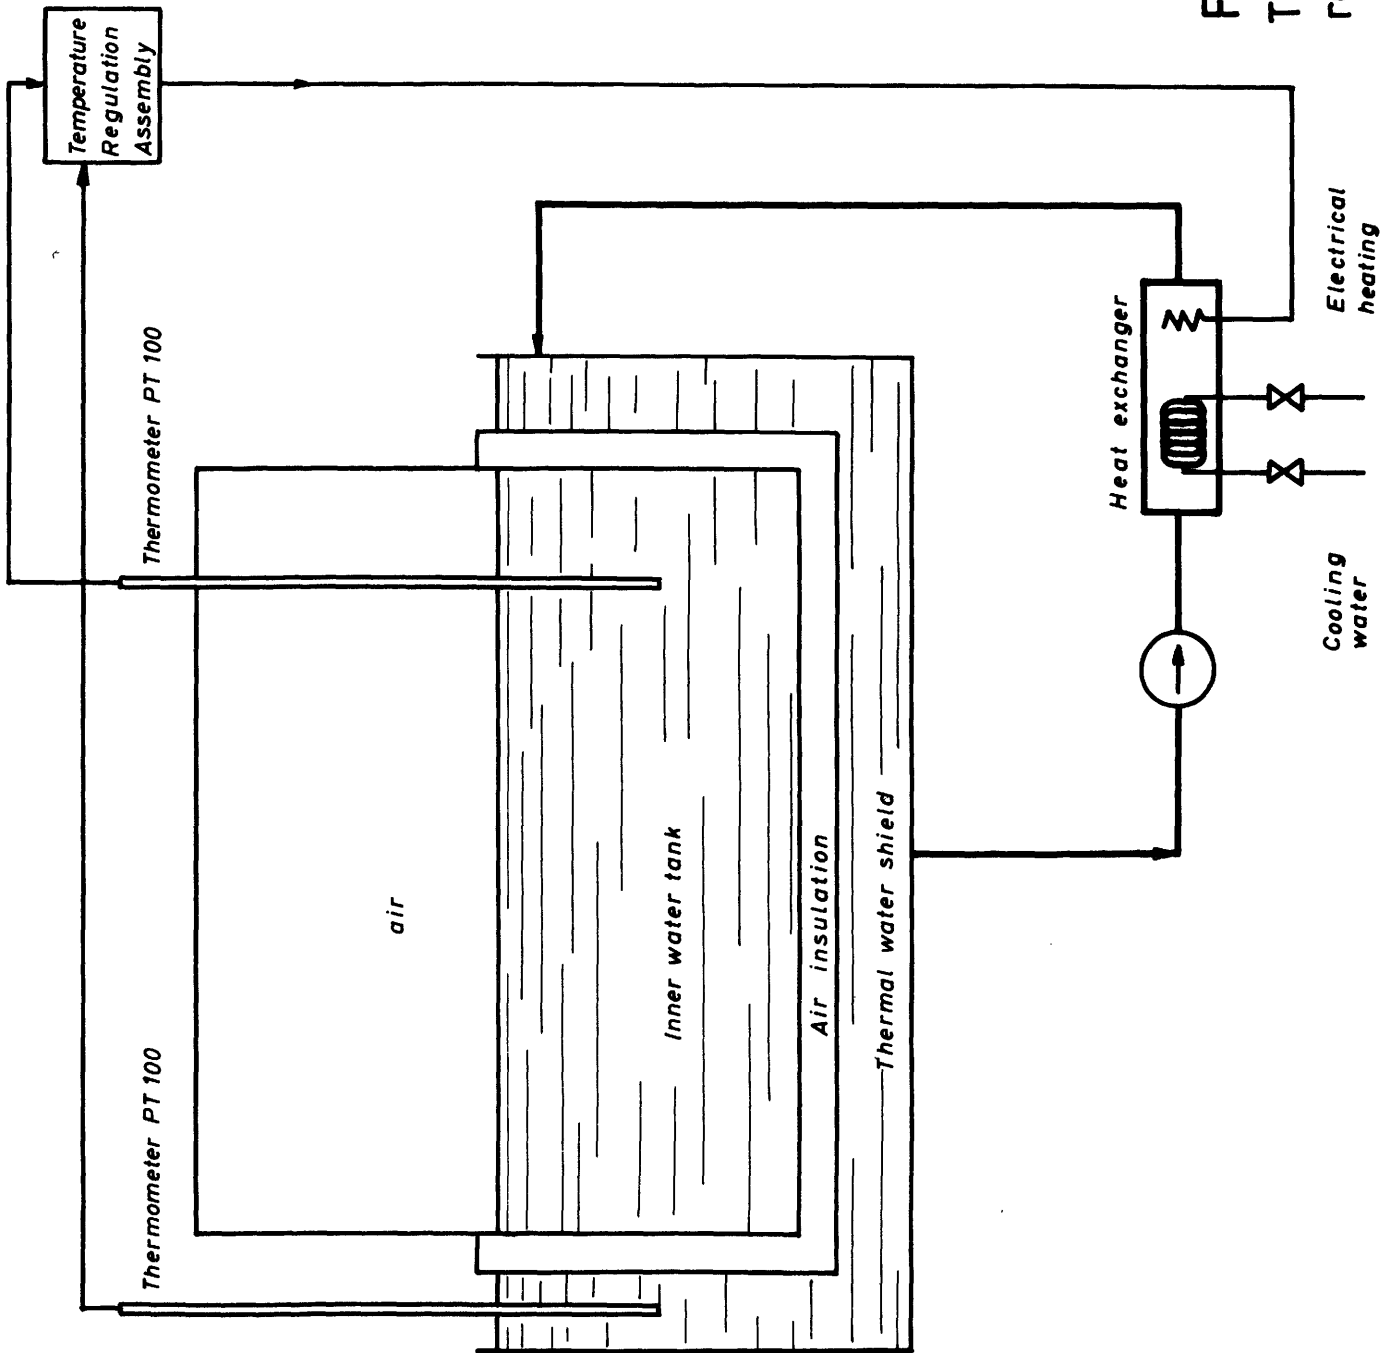 Temperature
Regulation
Assembly
Thermometer PT 100
Thermometer PT 100
air
Inner water tank
Air insulation
Thermal water shield
Heat exchanger
Electrical
heating
Cooling
water
F
T